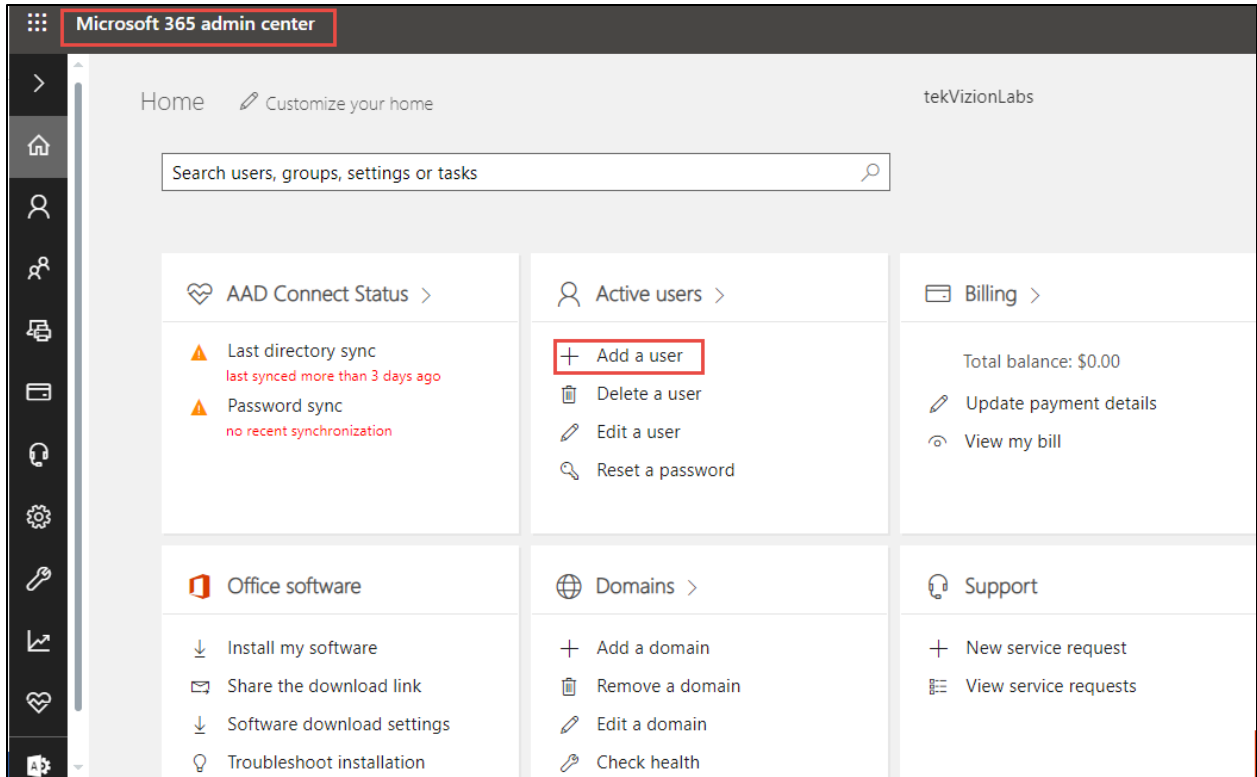 Microsoft 365 admin center
Home
Customize your home
tekVizionLabs
Search users, groups, settings or tasks
AAD Connect Status
Last directory sync
last synced more than 3 days ago
Password sync
no recent synchronization
Active users
Add a user
Delete a user
Edit a user
Reset a password
Billing
Total balance: $0.00
Update payment details
View my bill
Office software
Install my software
Share the download link
Software download settings
Troubleshoot installation
Domains
Add a domain
Remove a domain
Edit a domain
Check health
Support
New service request
View service requests
A